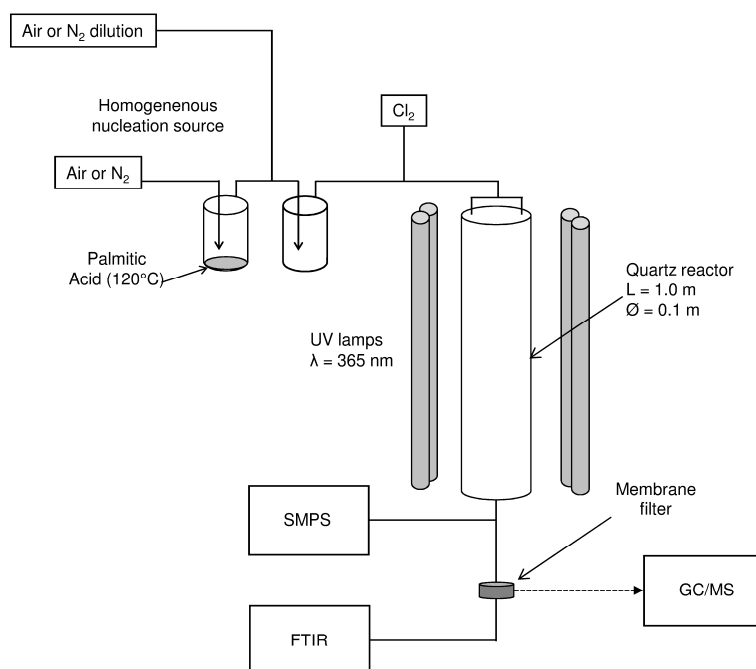 Air or N₂ dilution
Homogenenous
nucleation source
Cl₂
Air or N₂
Palmitic
Acid (120°C)
Quartz reactor
L = 1.0 m
Ø = 0.1 m
UV lamps
λ = 365 nm
Membrane
filter
SMPS
GC/MS
FTIR